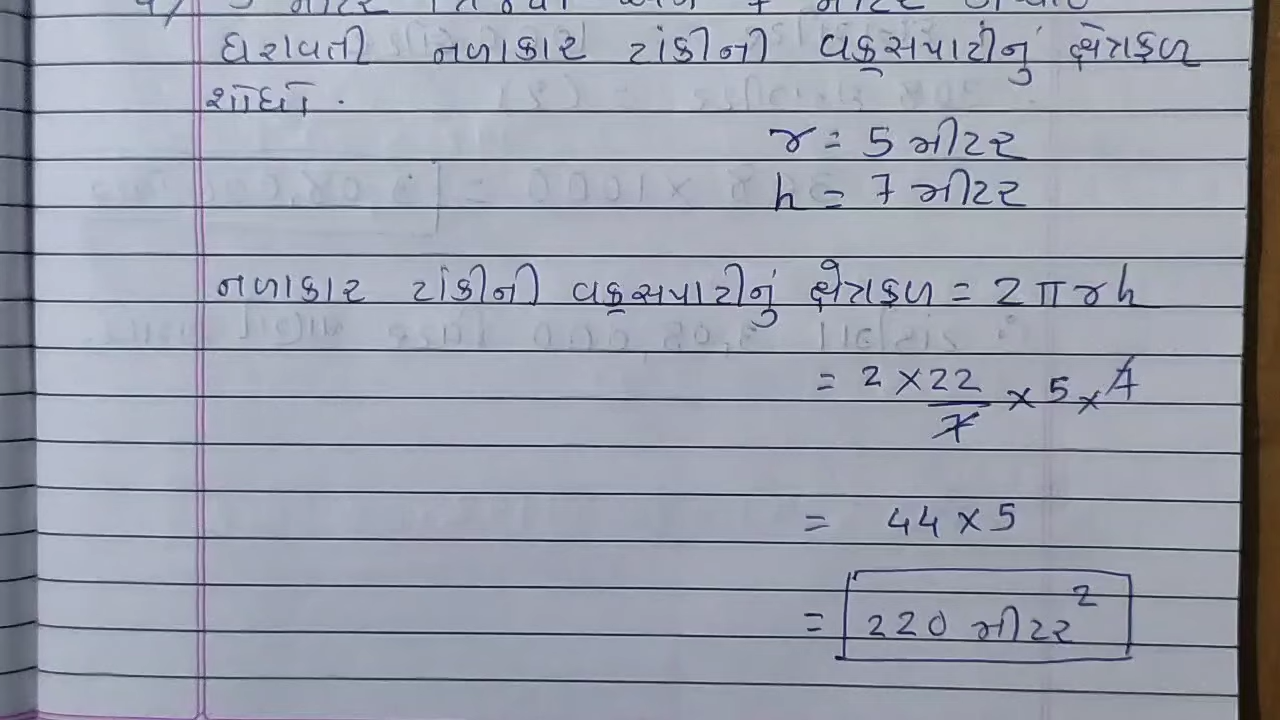 ધરાવતી નળાકાર ટાંકીની વક્રસપાટીનું ક્ષેત્રફળ
શોધો .
r = 5 મીટર
h = 7 મીટર
નળાકાર ટાંકીની વક્રસપાટીનું ક્ષેત્રફળ = 2πrh
= 2 × 22/7 × 5 × 7
= 44 × 5
= 220 મીટર²